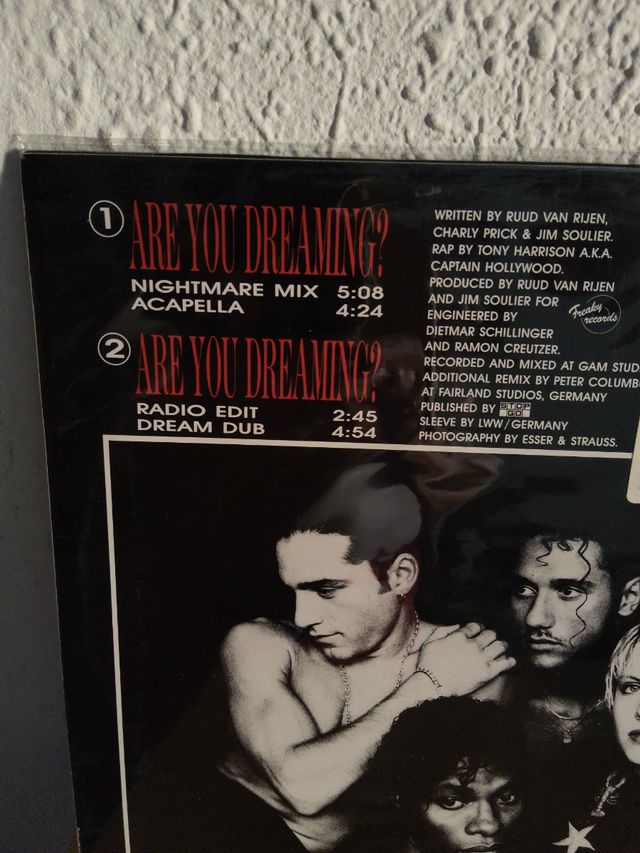 1
ARE YOU DREAMING?
NIGHTMARE MIX 5:08
ACAPELLA 4:24
2
ARE YOU DREAMING?
RADIO EDIT 2:45
DREAM DUB 4:54
WRITTEN BY RUUD VAN RIJEN,
CHARLY PRICK & JIM SOULIER.
RAP BY TONY HARRISON A.K.A.
CAPTAIN HOLLYWOOD.
PRODUCED BY RUUD VAN RIJEN
AND JIM SOULIER FOR
Freaky
records
ENGINEERED BY
DIETMAR SCHILLINGER
AND RAMON CREUTZER.
RECORDED AND MIXED AT GAM STUD
ADDITIONAL REMIX BY PETER COLUMB
AT FAIRLAND STUDIOS, GERMANY
PUBLISHED BY STOP
GO
SLEEVE BY LWW/GERMANY
PHOTOGRAPHY BY ESSER & STRAUSS.